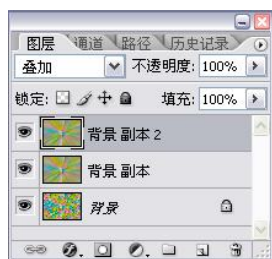 图层 通道 路径 历史记录
叠加 不透明度: 100%
锁定: 填充: 100%
背景 副本 2
背景 副本
背景